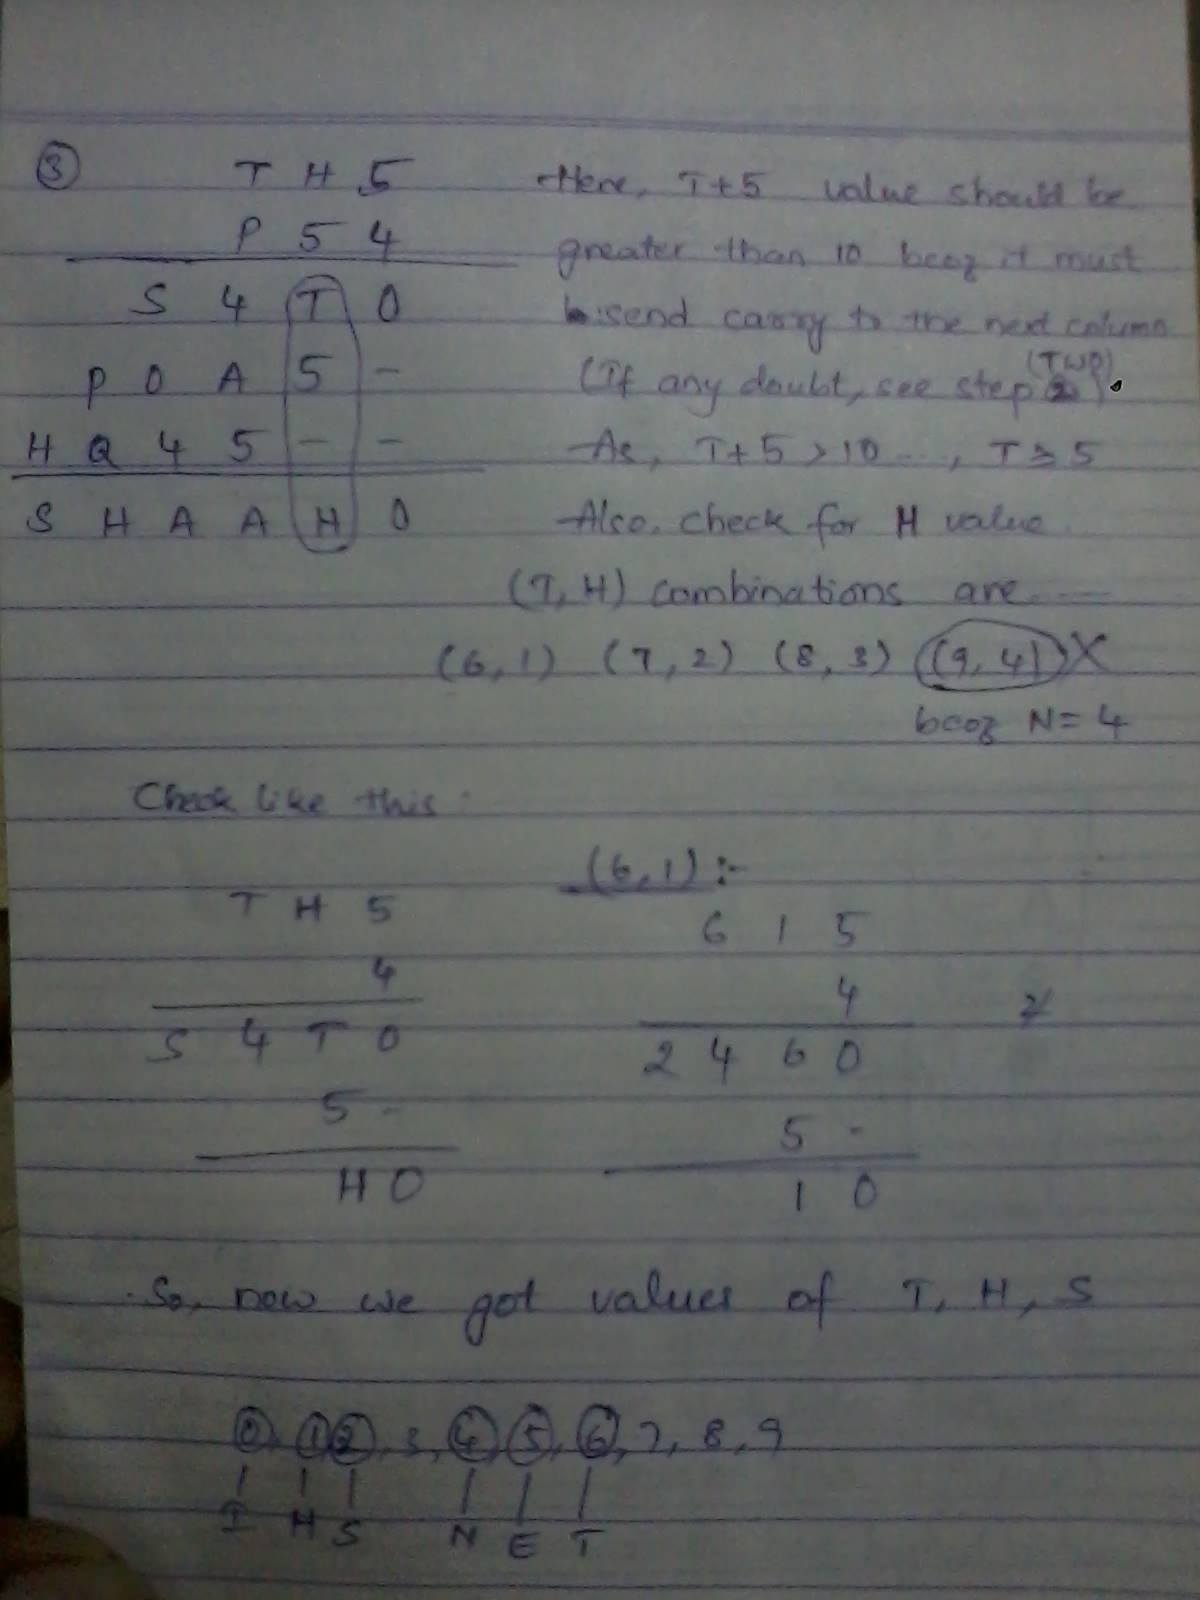 ③ T H 5 Here, T+5 value should be
P 5 4 greater than 10 bcoz it must
S 4 T 0 send carry to the next column
P 0 A 5 - (If any doubt, see step 2 (TWO)).
H Q 4 5 - - As, T+5 > 10 ..., T ≥ 5
S H A A H 0 Also, check for H value.
(T, H) combinations are ----
(6, 1) (7, 2) (8, 3) (9, 4) X
bcoz N = 4
Check like this:
(6, 1) :-
T H 5 6 1 5
4 4
S 4 T 0 2 4 6 0
5 - 5 -
H 0 1 0
So, now we got values of T, H, S
0, 1 2, 3, 4, 5, 6, 7, 8, 9
I H S N E T